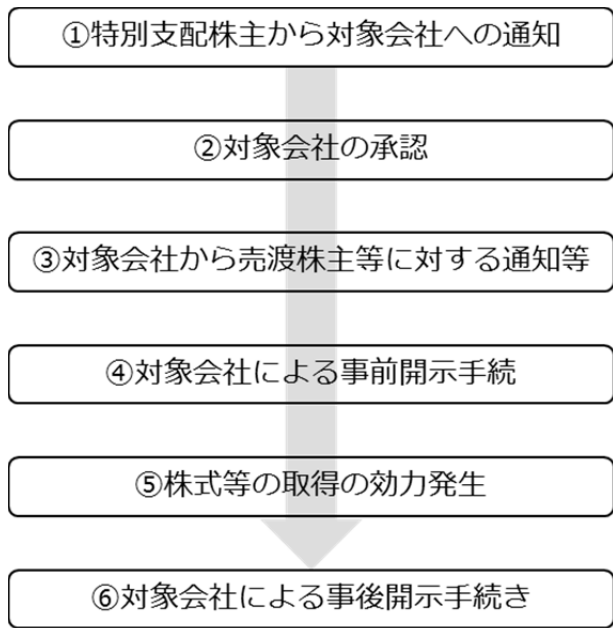 ①特別支配株主から対象会社への通知
②対象会社の承認
③対象会社から売渡株主等に対する通知等
④対象会社による事前開示手続
⑤株式等の取得の効力発生
⑥対象会社による事後開示手続き